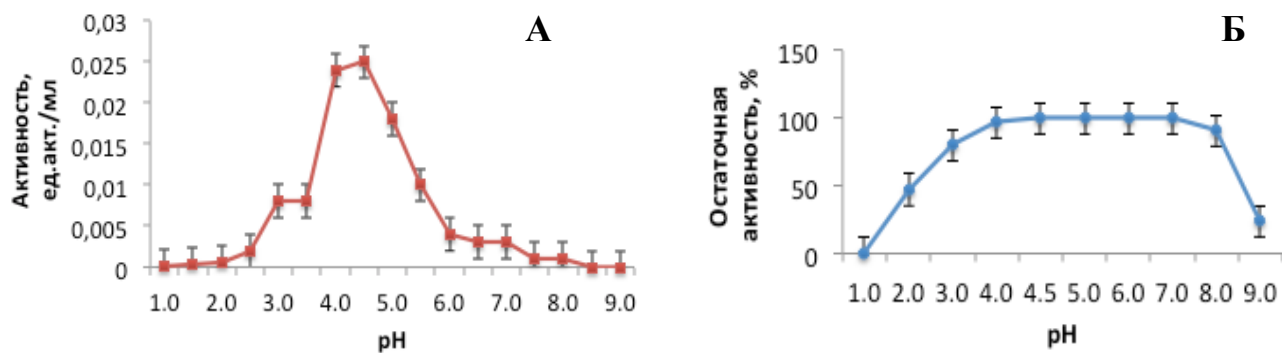 А
Активность,
ед.акт./мл
0,03
0,025
0,02
0,015
0,01
0,005
0
1.0 2.0 3.0 4.0 5.0 6.0 7.0 8.0 9.0
pH
Б
Остаточная
активность, %
150
100
50
0
1.0 2.0 3.0 4.0 4.5 5.0 6.0 7.0 8.0 9.0
pH